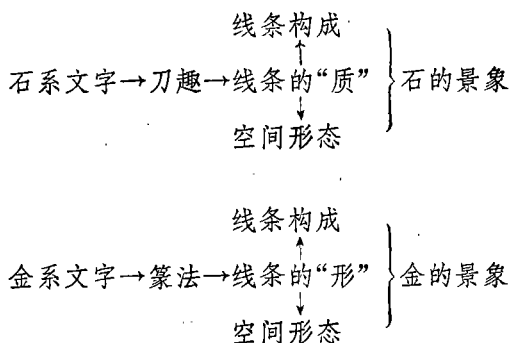 线条构成
↑
石系文字→刀趣→线条的“质” } 石的景象
↓
空间形态
线条构成
↑
金系文字→篆法→线条的“形” } 金的景象
↓
空间形态